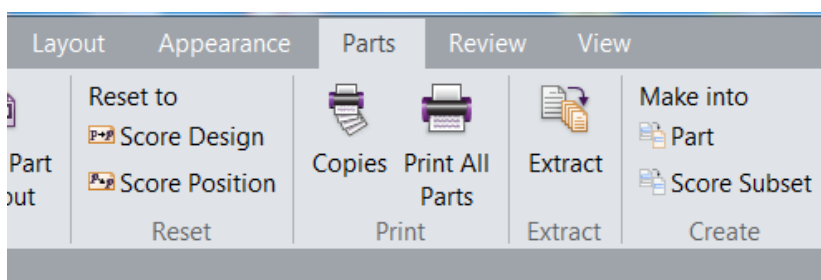 Layout Appearance Parts Review View
Reset to
Score Design
Score Position
Reset
Part
Copies Print All
Parts
Print
Extract
Extract
Make into
Part
Score Subset
Create